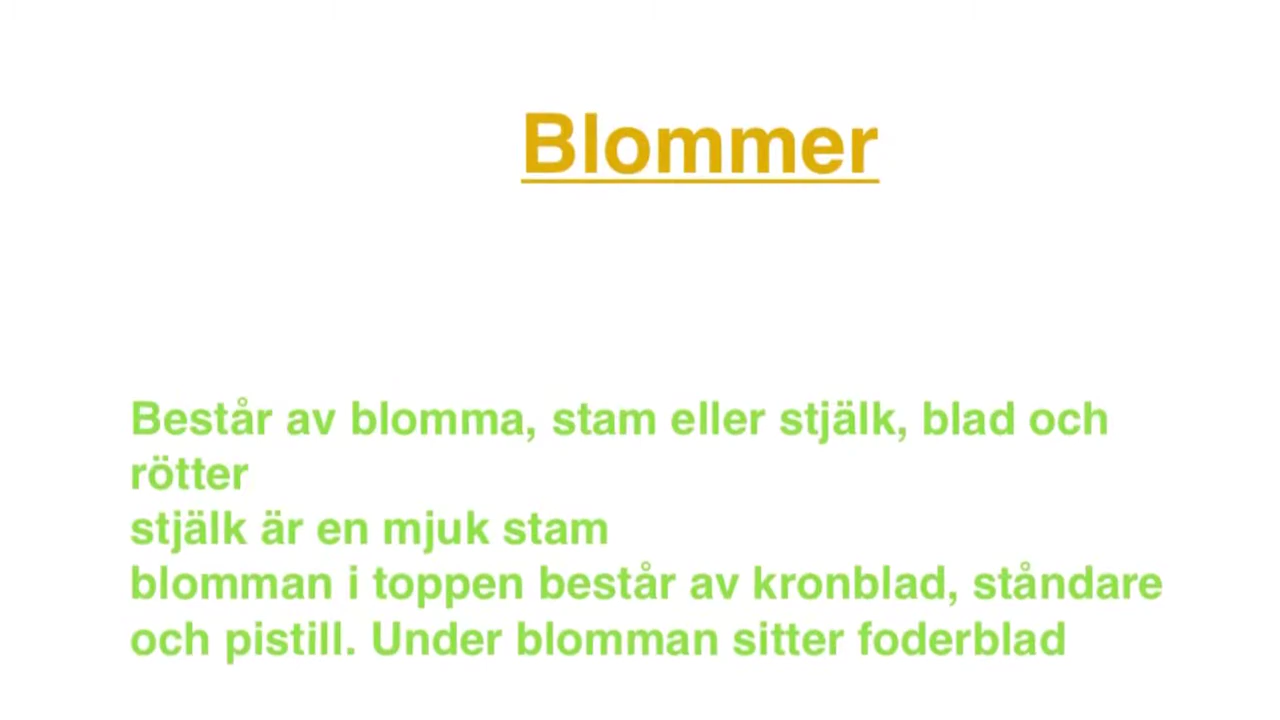 Blommer
Består av blomma, stam eller stjälk, blad och
rötter
stjälk är en mjuk stam
blomman i toppen består av kronblad, ståndare
och pistill. Under blomman sitter foderblad